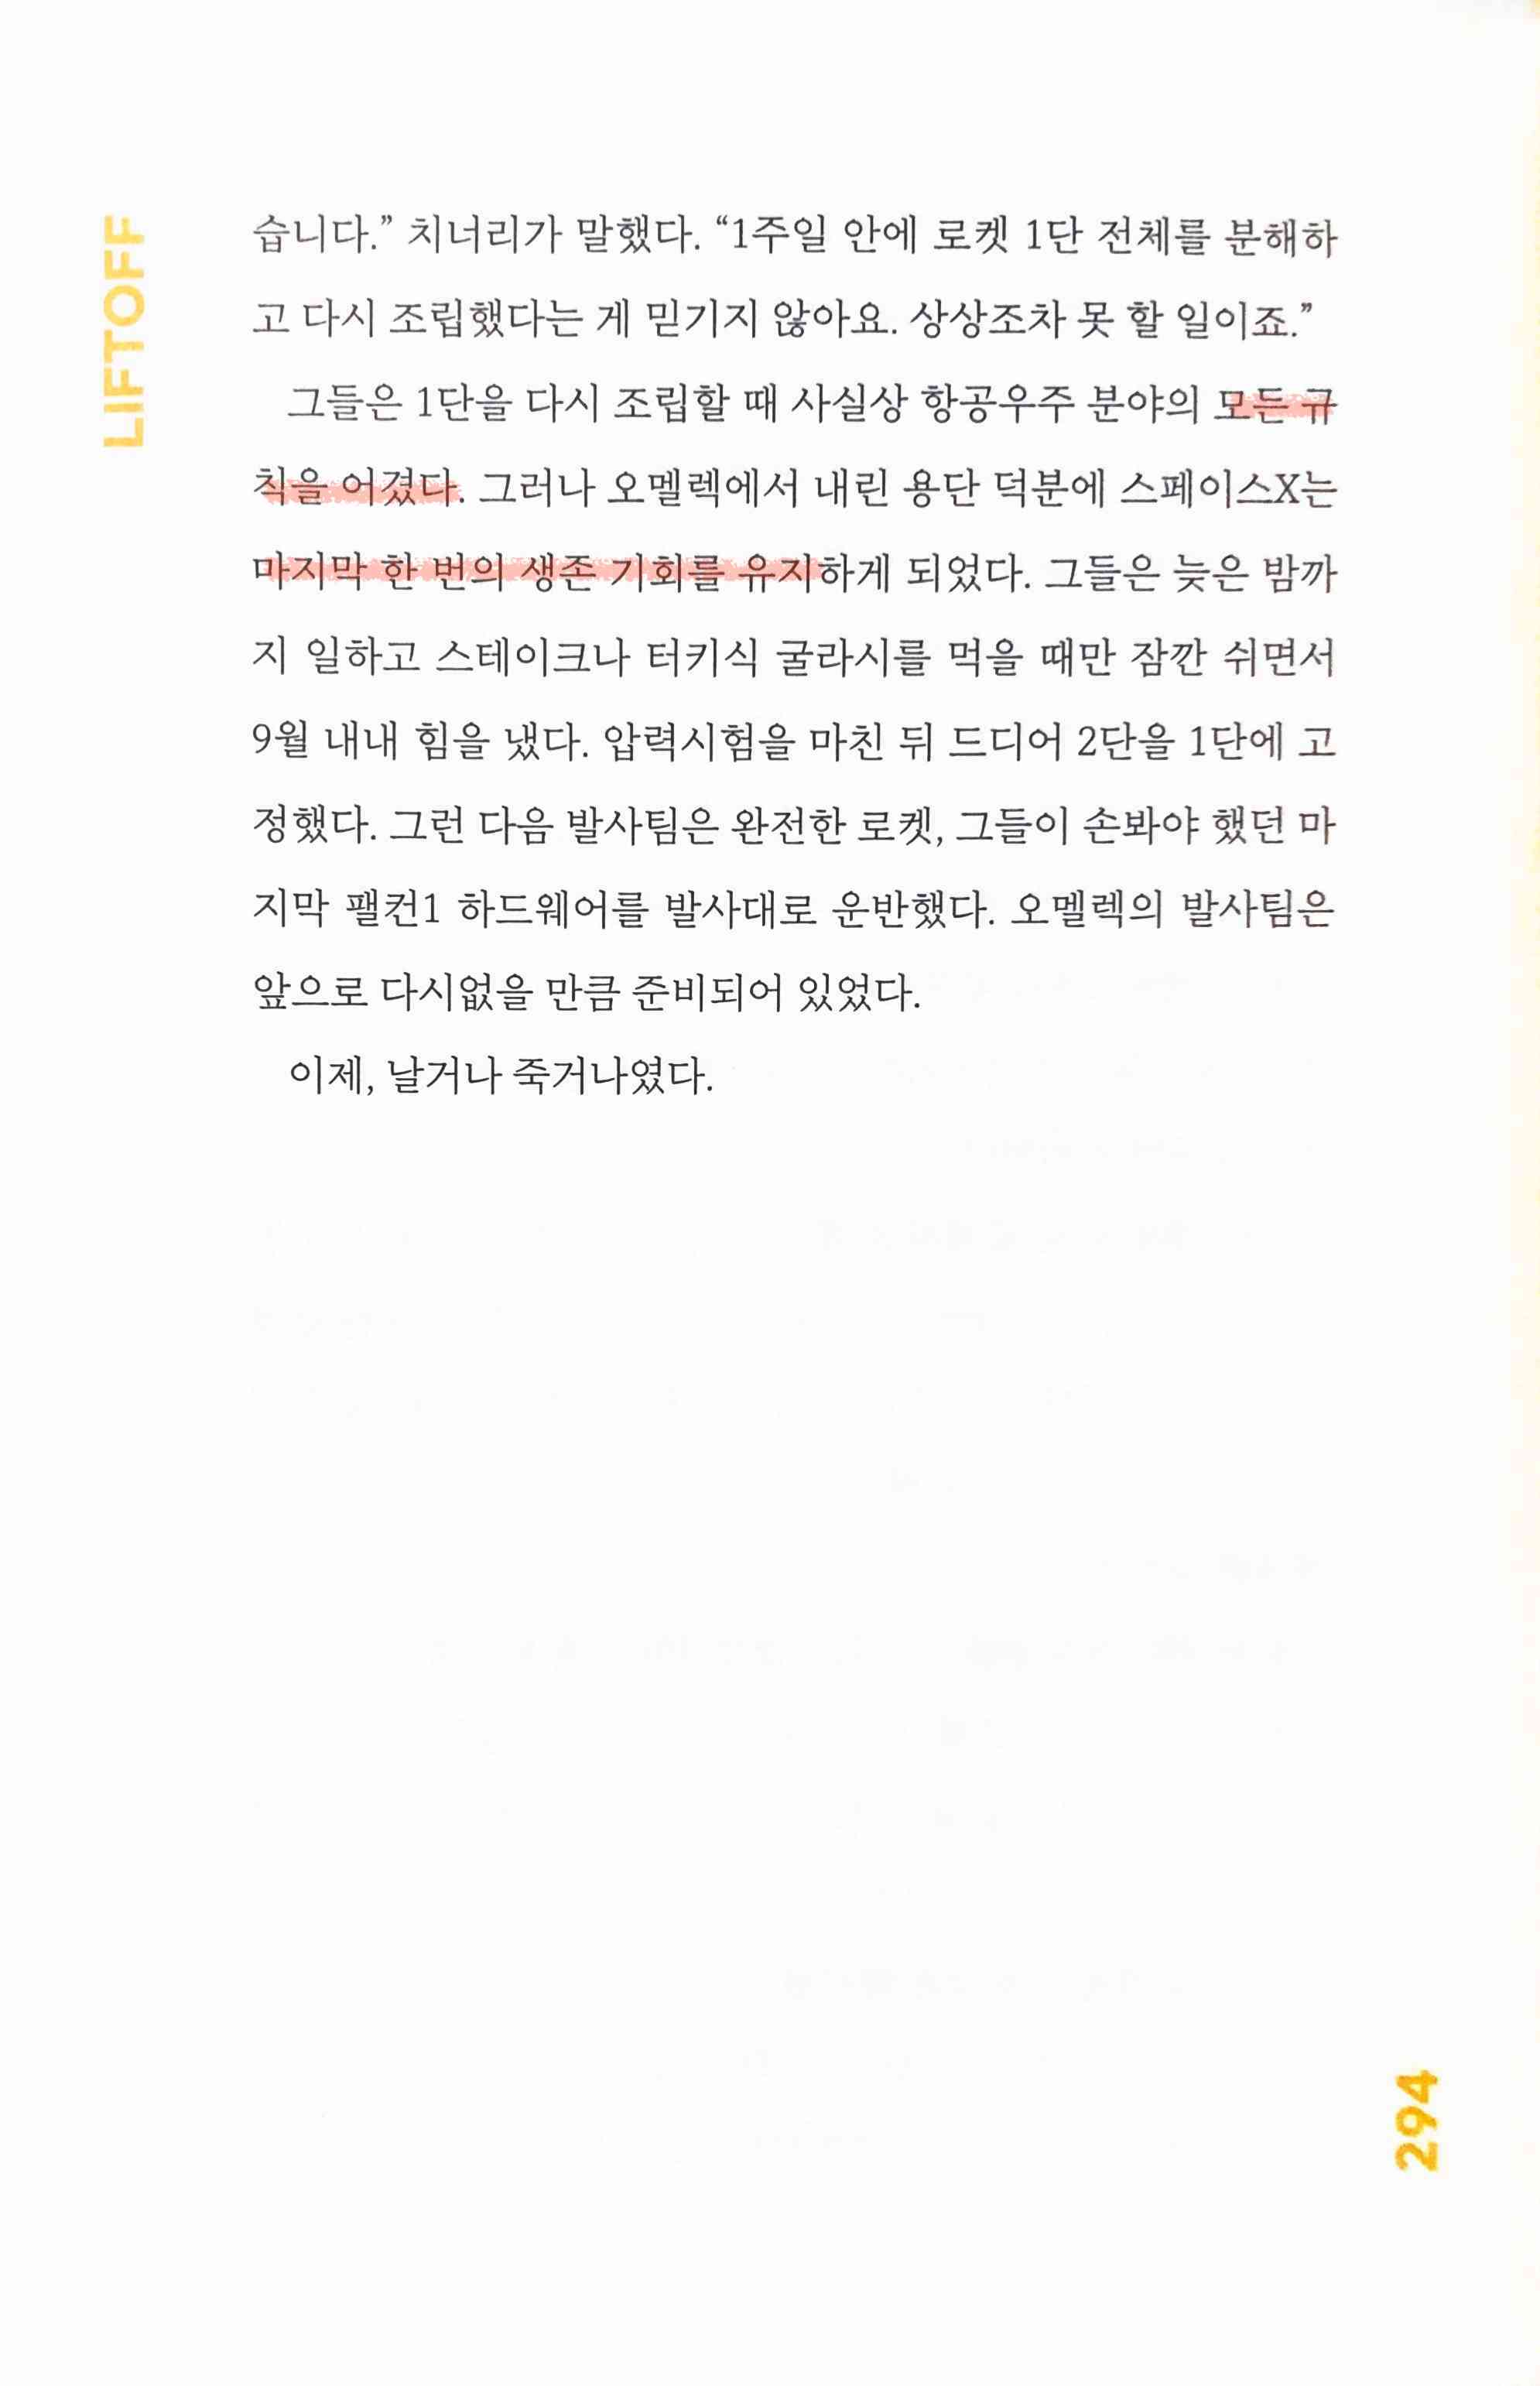 LIFTOFF
습니다.” 치너리가 말했다. “1주일 안에 로켓 1단 전체를 분해하
고 다시 조립했다는 게 믿기지 않아요. 상상조차 못 할 일이죠.”
그들은 1단을 다시 조립할 때 사실상 항공우주 분야의 모든 규
칙을 어겼다. 그러나 오멜렉에서 내린 용단 덕분에 스페이스X는
마지막 한 번의 생존 기회를 유지하게 되었다. 그들은 늦은 밤까
지 일하고 스테이크나 터키식 굴라시를 먹을 때만 잠깐 쉬면서
9월 내내 힘을 냈다. 압력시험을 마친 뒤 드디어 2단을 1단에 고
정했다. 그런 다음 발사팀은 완전한 로켓, 그들이 손봐야 했던 마
지막 팰컨1 하드웨어를 발사대로 운반했다. 오멜렉의 발사팀은
앞으로 다시없을 만큼 준비되어 있었다.
이제, 날거나 죽거나였다.
294